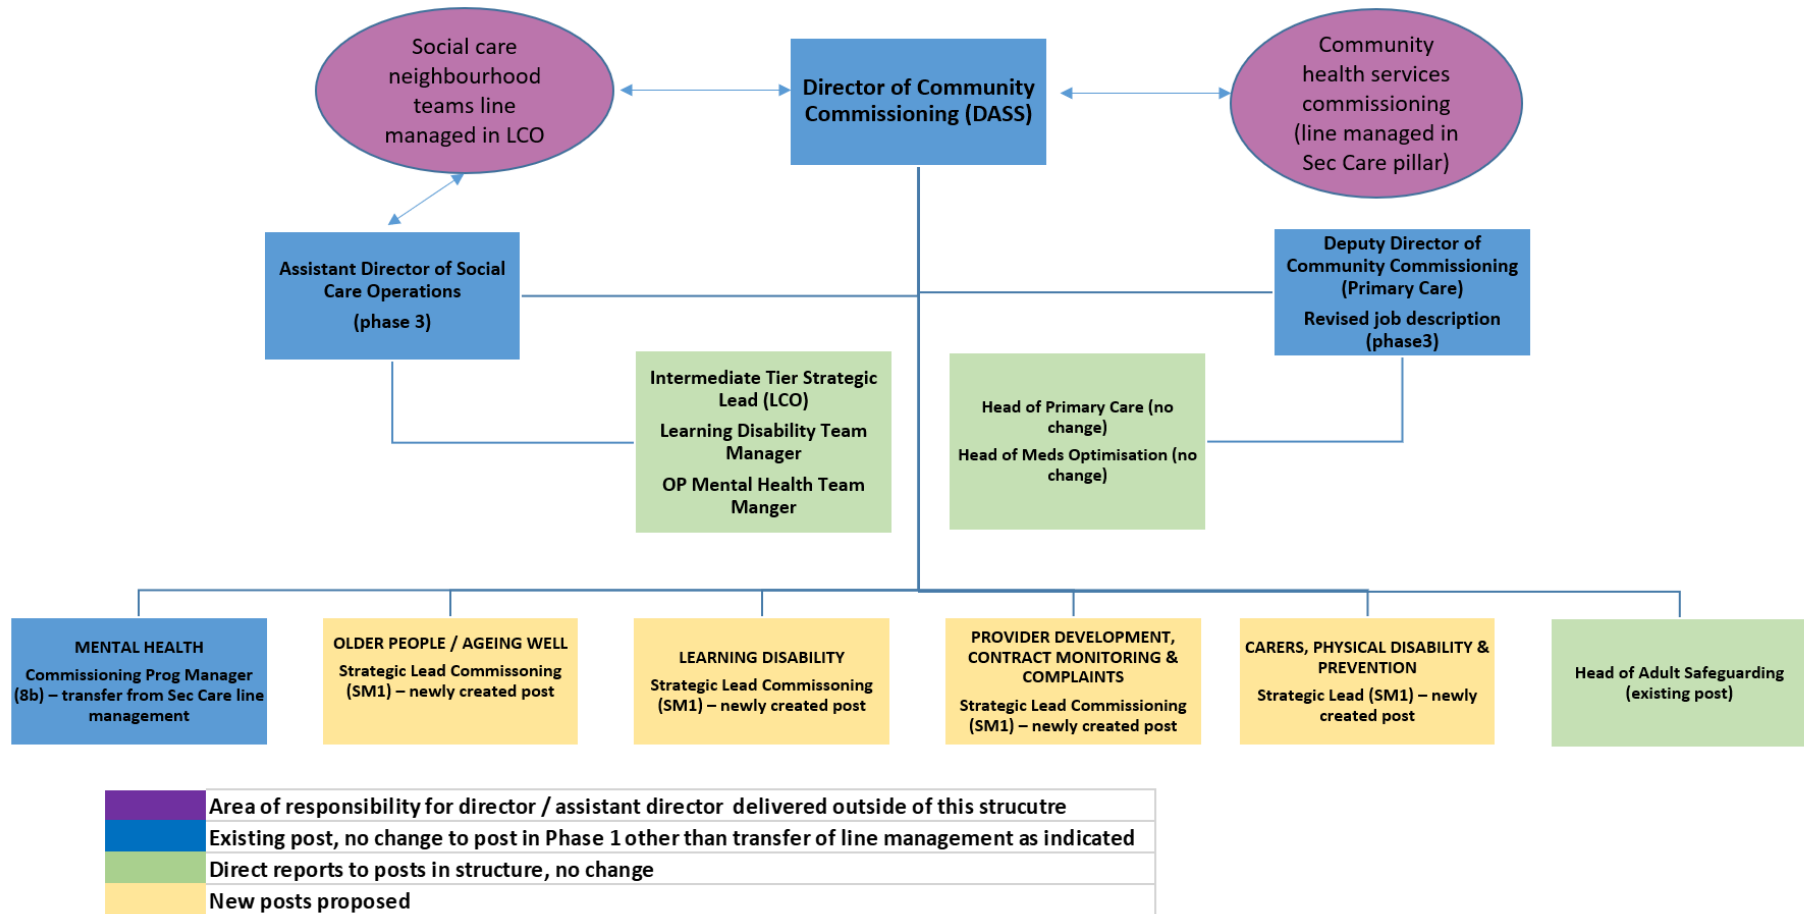 Social care
neighbourhood
teams line
managed in LCO
Director of Community
Commissioning (DASS)
Community
health services
commissioning
(line managed in
Sec Care pillar)
Assistant Director of Social
Care Operations
(phase 3)
Deputy Director of
Community Commissioning
(Primary Care)
Revised job description
(phase3)
Intermediate Tier Strategic
Lead (LCO)
Learning Disability Team
Manager
OP Mental Health Team
Manger
Head of Primary Care (no
change)
Head of Meds Optimisation (no
change)
MENTAL HEALTH
Commissioning Prog Manager
(8b) – transfer from Sec Care line
management
OLDER PEOPLE / AGEING WELL
Strategic Lead Commissoning
(SM1) – newly created post
LEARNING DISABILITY
Strategic Lead Commissoning
(SM1) – newly created post
PROVIDER DEVELOPMENT,
CONTRACT MONITORING &
COMPLAINTS
Strategic Lead Commissioning
(SM1) – newly created post
CARERS, PHYSICAL DISABILITY &
PREVENTION
Strategic Lead (SM1) – newly
created post
Head of Adult Safeguarding
(existing post)
Area of responsibility for director / assistant director delivered outside of this strucutre
Existing post, no change to post in Phase 1 other than transfer of line management as indicated
Direct reports to posts in structure, no change
New posts proposed